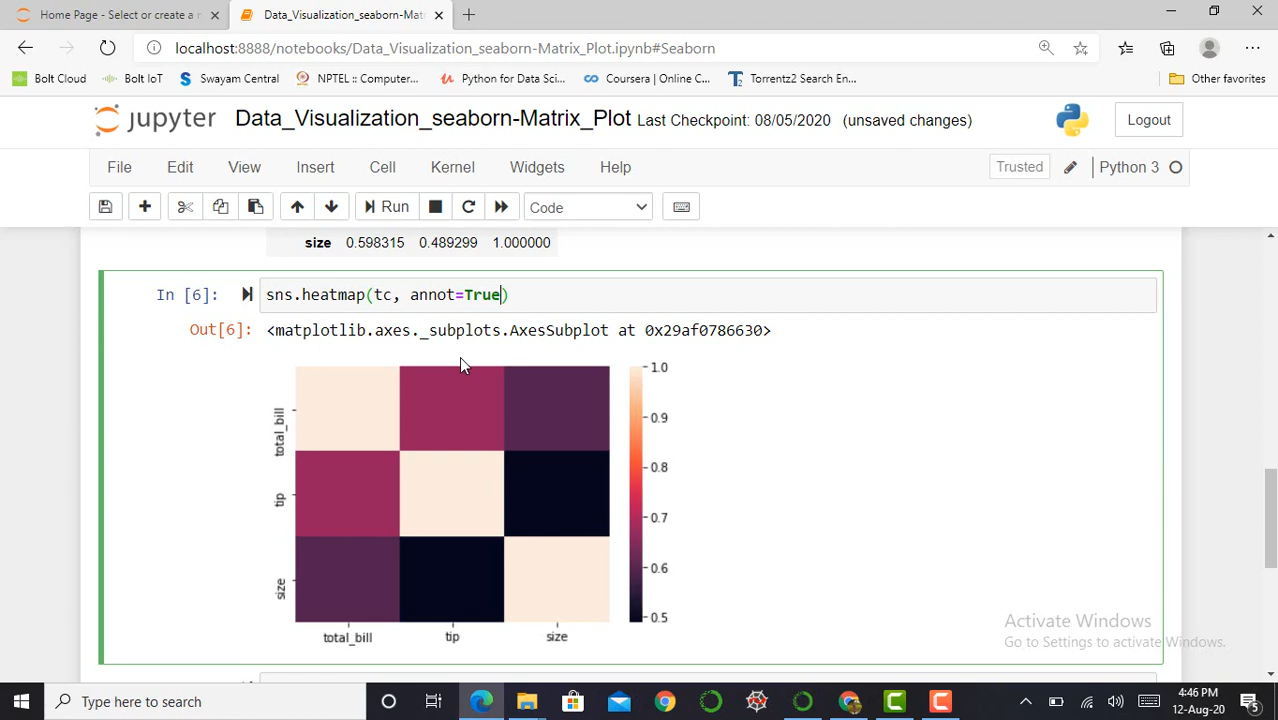 Home Page - Select or create a n
Data_Visualization_seaborn-Matri
localhost:8888/notebooks/Data_Visualization_seaborn-Matrix_Plot.ipynb#Seaborn
Bolt Cloud
Bolt IoT
Swayam Central
NPTEL :: Computer...
Python for Data Sci...
Coursera | Online C...
Torrentz2 Search En...
Other favorites
jupyter
Data_Visualization_seaborn-Matrix_Plot Last Checkpoint: 08/05/2020 (unsaved changes)
Logout
File Edit View Insert Cell Kernel Widgets Help
Trusted
Python 3
Run
Code
size 0.598315 0.489299 1.000000
In [6]: sns.heatmap(tc, annot=True)
Out[6]: <matplotlib.axes._subplots.AxesSubplot at 0x29af0786630>
total_bill
tip
size
total_bill tip size
1.0
0.9
0.8
0.7
0.6
0.5
Activate Windows
Go to Settings to activate Windows.
Type here to search
4:46 PM
12-Aug-20
5